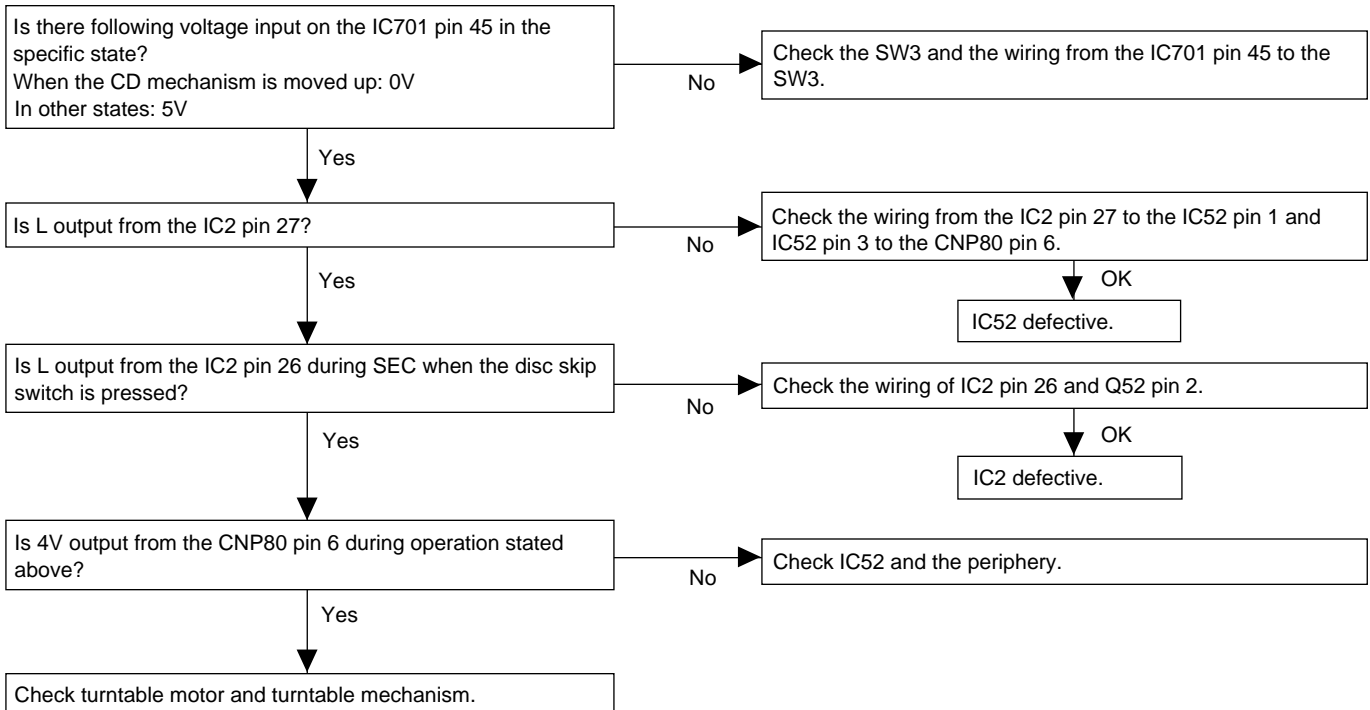 Is there following voltage input on the IC701 pin 45 in the
specific state?
When the CD mechanism is moved up: 0V
In other states: 5V
No
Check the SW3 and the wiring from the IC701 pin 45 to the
SW3.
Yes
Is L output from the IC2 pin 27?
No
Check the wiring from the IC2 pin 27 to the IC52 pin 1 and
IC52 pin 3 to the CNP80 pin 6.
OK
IC52 defective.
Yes
Is L output from the IC2 pin 26 during SEC when the disc skip
switch is pressed?
No
Check the wiring of IC2 pin 26 and Q52 pin 2.
OK
IC2 defective.
Yes
Is 4V output from the CNP80 pin 6 during operation stated
above?
No
Check IC52 and the periphery.
Yes
Check turntable motor and turntable mechanism.